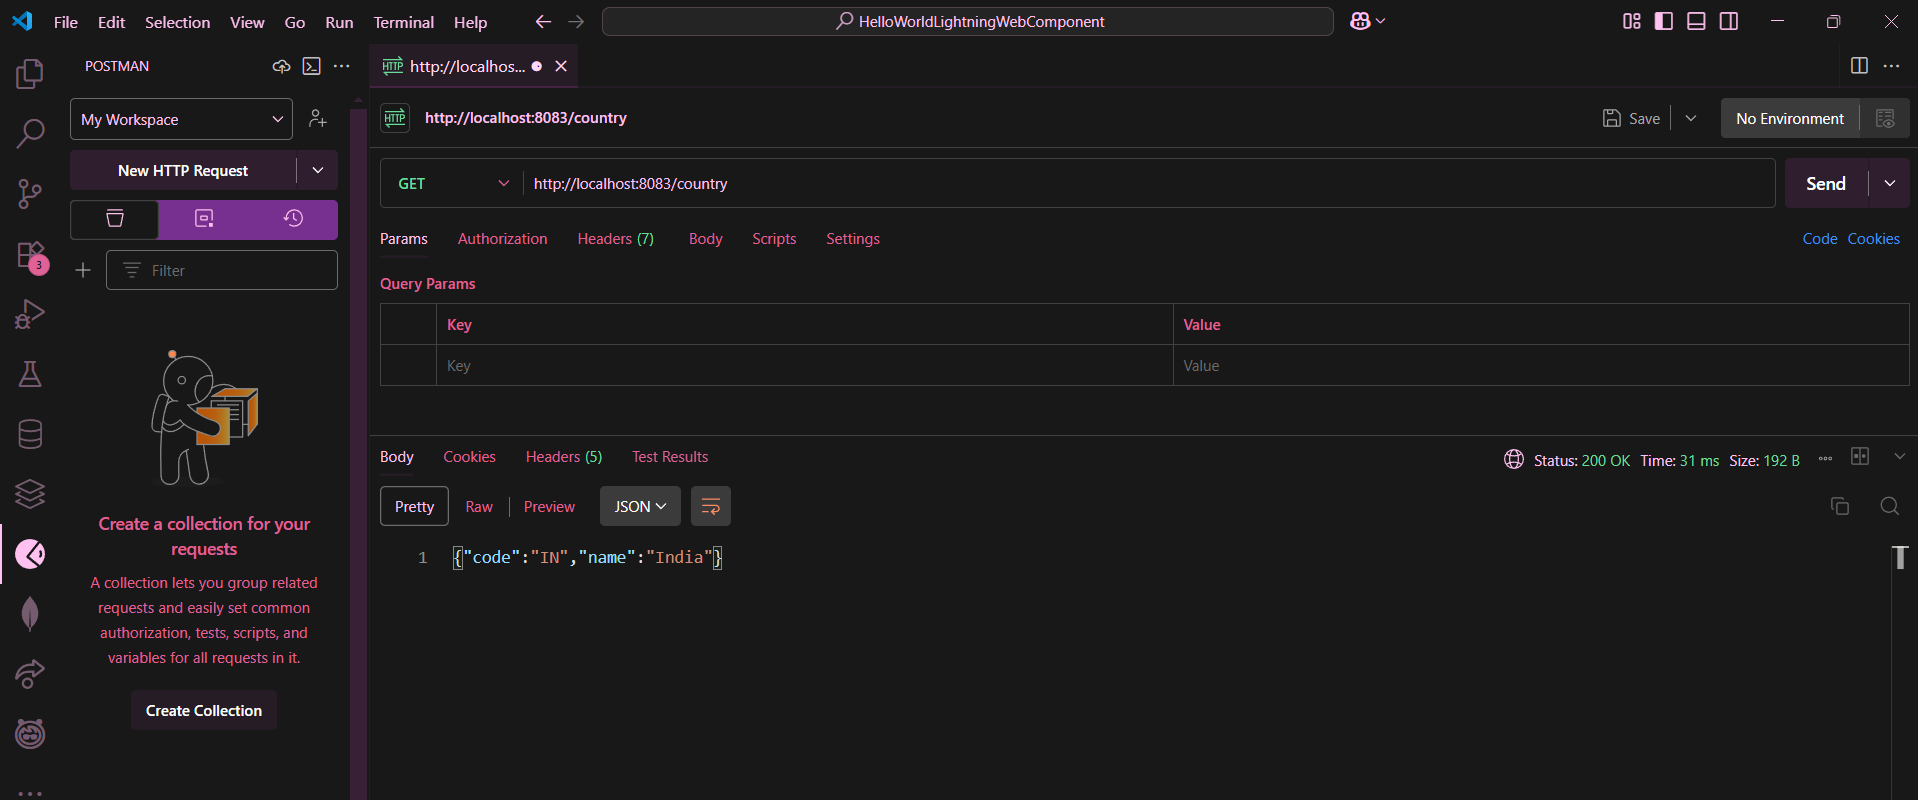 File Edit Selection View Go Run Terminal Help
HelloWorldLightningWebComponent
POSTMAN
HTTP http://localhos...
My Workspace
HTTP http://localhost:8083/country
Save
No Environment
New HTTP Request
GET http://localhost:8083/country
Send
Params Authorization Headers (7) Body Scripts Settings
Code Cookies
3
Filter
Query Params
Key Value
Key Value
Create a collection for your
requests
A collection lets you group related
requests and easily set common
authorization, tests, scripts, and
variables for all requests in it.
Create Collection
Body Cookies Headers (5) Test Results
Status: 200 OK Time: 31 ms Size: 192 B
Pretty Raw Preview JSON
1 {"code":"IN","name":"India"}